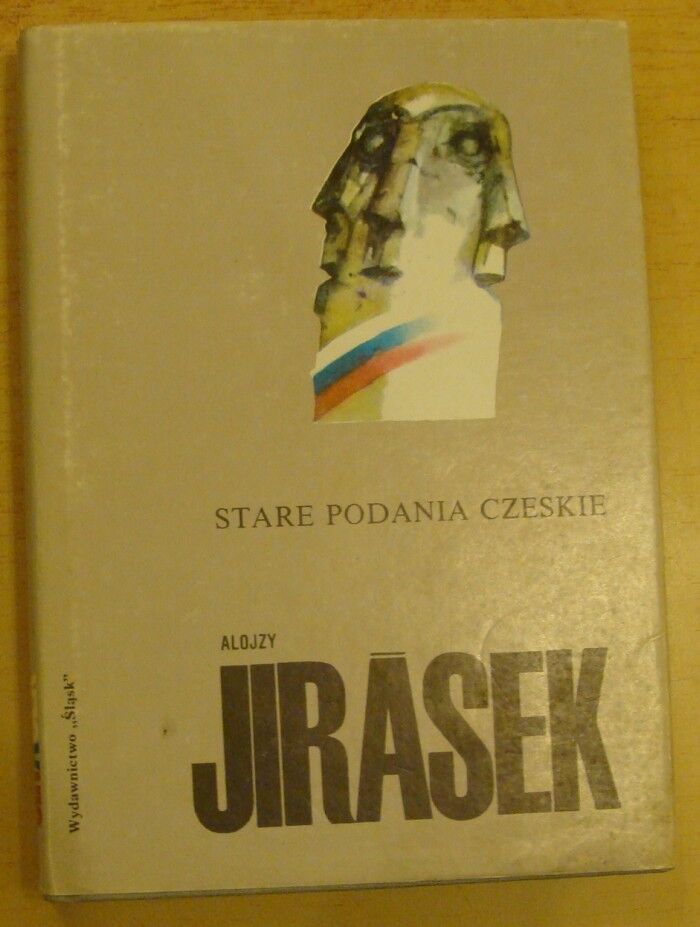 STARE PODANIA CZESKIE
ALOJZY
JIRÁSEK
Wydawnictwo „Śląsk”